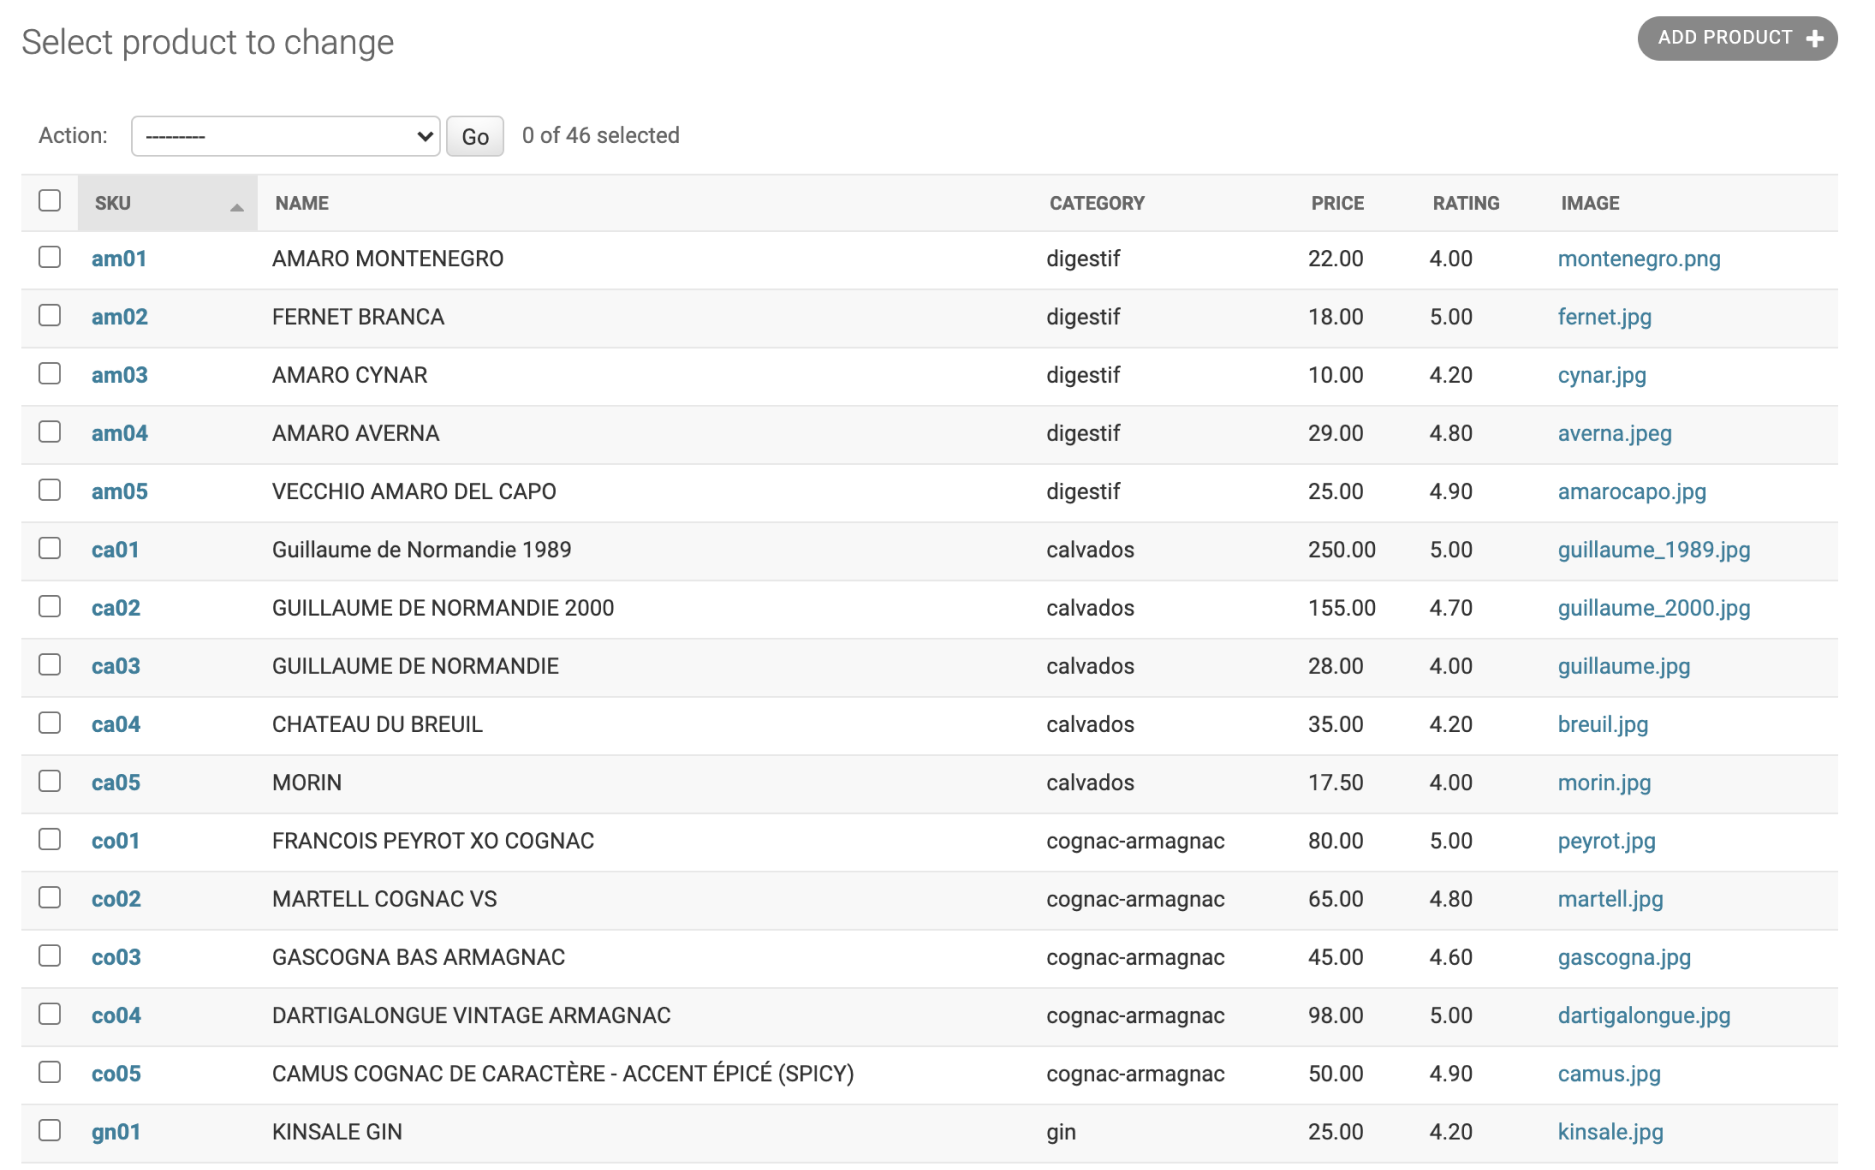 Select product to change
ADD PRODUCT +
Action: --------- Go 0 of 46 selected
SKU NAME CATEGORY PRICE RATING IMAGE
am01 AMARO MONTENEGRO digestif 22.00 4.00 montenegro.png
am02 FERNET BRANCA digestif 18.00 5.00 fernet.jpg
am03 AMARO CYNAR digestif 10.00 4.20 cynar.jpg
am04 AMARO AVERNA digestif 29.00 4.80 averna.jpeg
am05 VECCHIO AMARO DEL CAPO digestif 25.00 4.90 amarocapo.jpg
ca01 Guillaume de Normandie 1989 calvados 250.00 5.00 guillaume_1989.jpg
ca02 GUILLAUME DE NORMANDIE 2000 calvados 155.00 4.70 guillaume_2000.jpg
ca03 GUILLAUME DE NORMANDIE calvados 28.00 4.00 guillaume.jpg
ca04 CHATEAU DU BREUIL calvados 35.00 4.20 breuil.jpg
ca05 MORIN calvados 17.50 4.00 morin.jpg
co01 FRANCOIS PEYROT XO COGNAC cognac-armagnac 80.00 5.00 peyrot.jpg
co02 MARTELL COGNAC VS cognac-armagnac 65.00 4.80 martell.jpg
co03 GASCOGNA BAS ARMAGNAC cognac-armagnac 45.00 4.60 gascogna.jpg
co04 DARTIGALONGUE VINTAGE ARMAGNAC cognac-armagnac 98.00 5.00 dartigalongue.jpg
co05 CAMUS COGNAC DE CARACTÈRE - ACCENT ÉPICÉ (SPICY) cognac-armagnac 50.00 4.90 camus.jpg
gn01 KINSALE GIN gin 25.00 4.20 kinsale.jpg